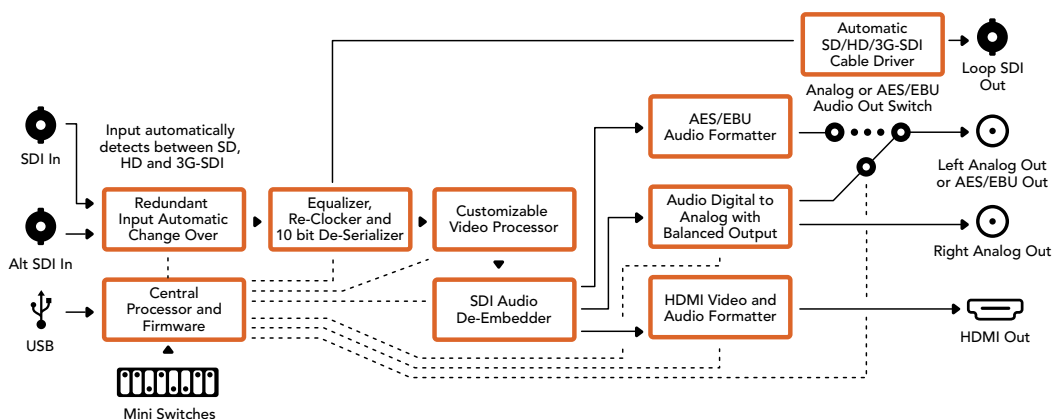 Automatic
SD/HD/3G-SDI
Cable Driver
Loop SDI
Out
Analog or AES/EBU
Audio Out Switch
SDI In
Input automatically
detects between SD,
HD and 3G-SDI
AES/EBU
Audio Formatter
Left Analog Out
or AES/EBU Out
Alt SDI In
Redundant
Input Automatic
Change Over
Equalizer,
Re-Clocker and
10 bit De-Serializer
Customizable
Video Processor
Audio Digital to
Analog with
Balanced Output
Right Analog Out
USB
Central
Processor and
Firmware
SDI Audio
De-Embedder
HDMI Video and
Audio Formatter
HDMI Out
Mini Switches